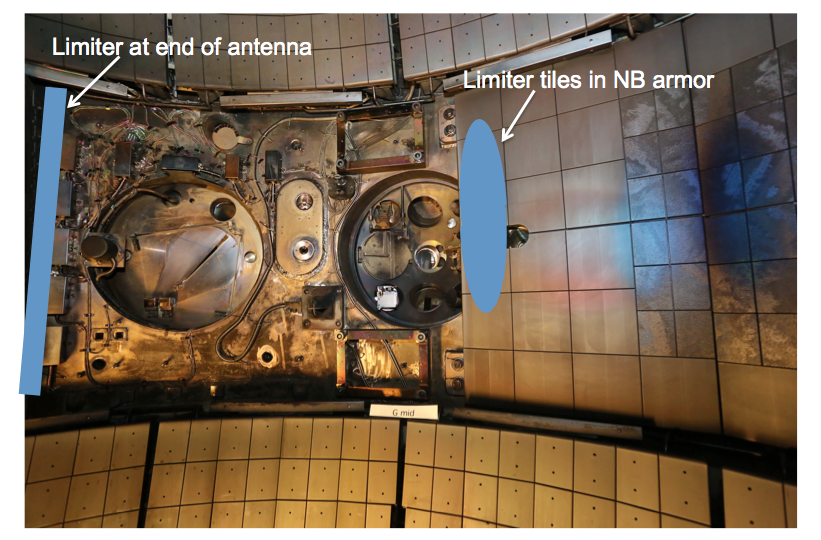 Limiter at end of antenna
Limiter tiles in NB armor
G mid